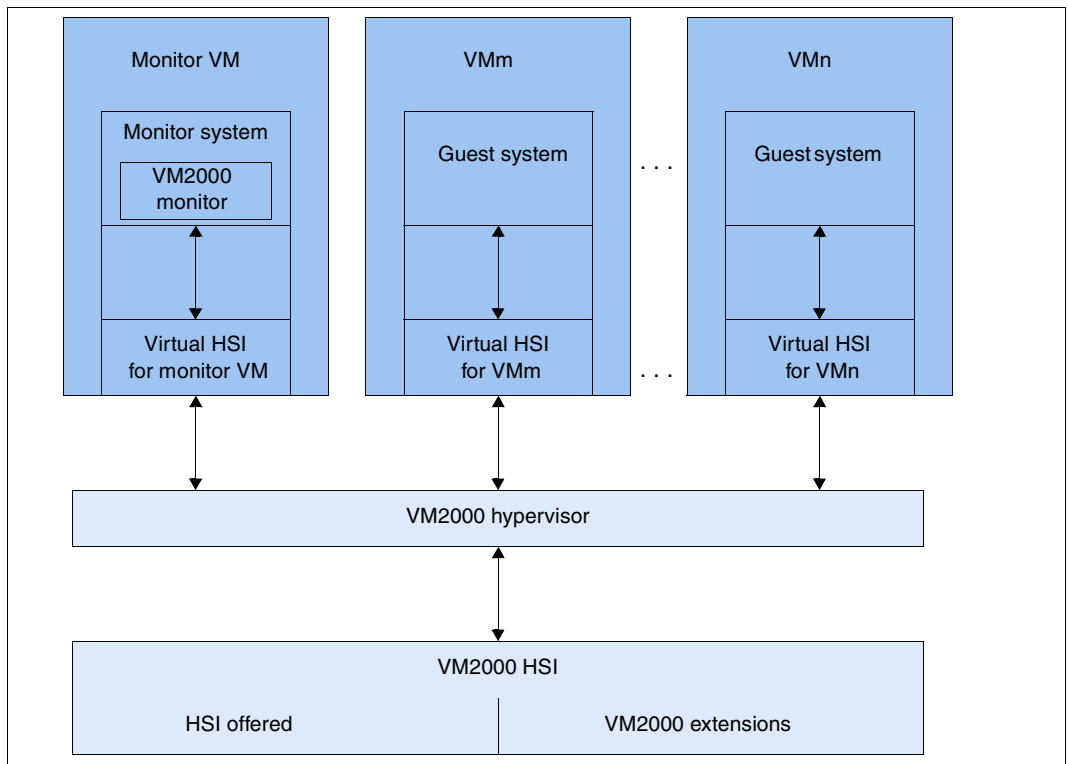 Monitor VM
VMm
VMn
Monitor system
VM2000
monitor
Guest system
. . .
Guest system
Virtual HSI
for monitor VM
Virtual HSI
for VMm
. . .
Virtual HSI
for VMn
VM2000 hypervisor
VM2000 HSI
HSI offered
VM2000 extensions